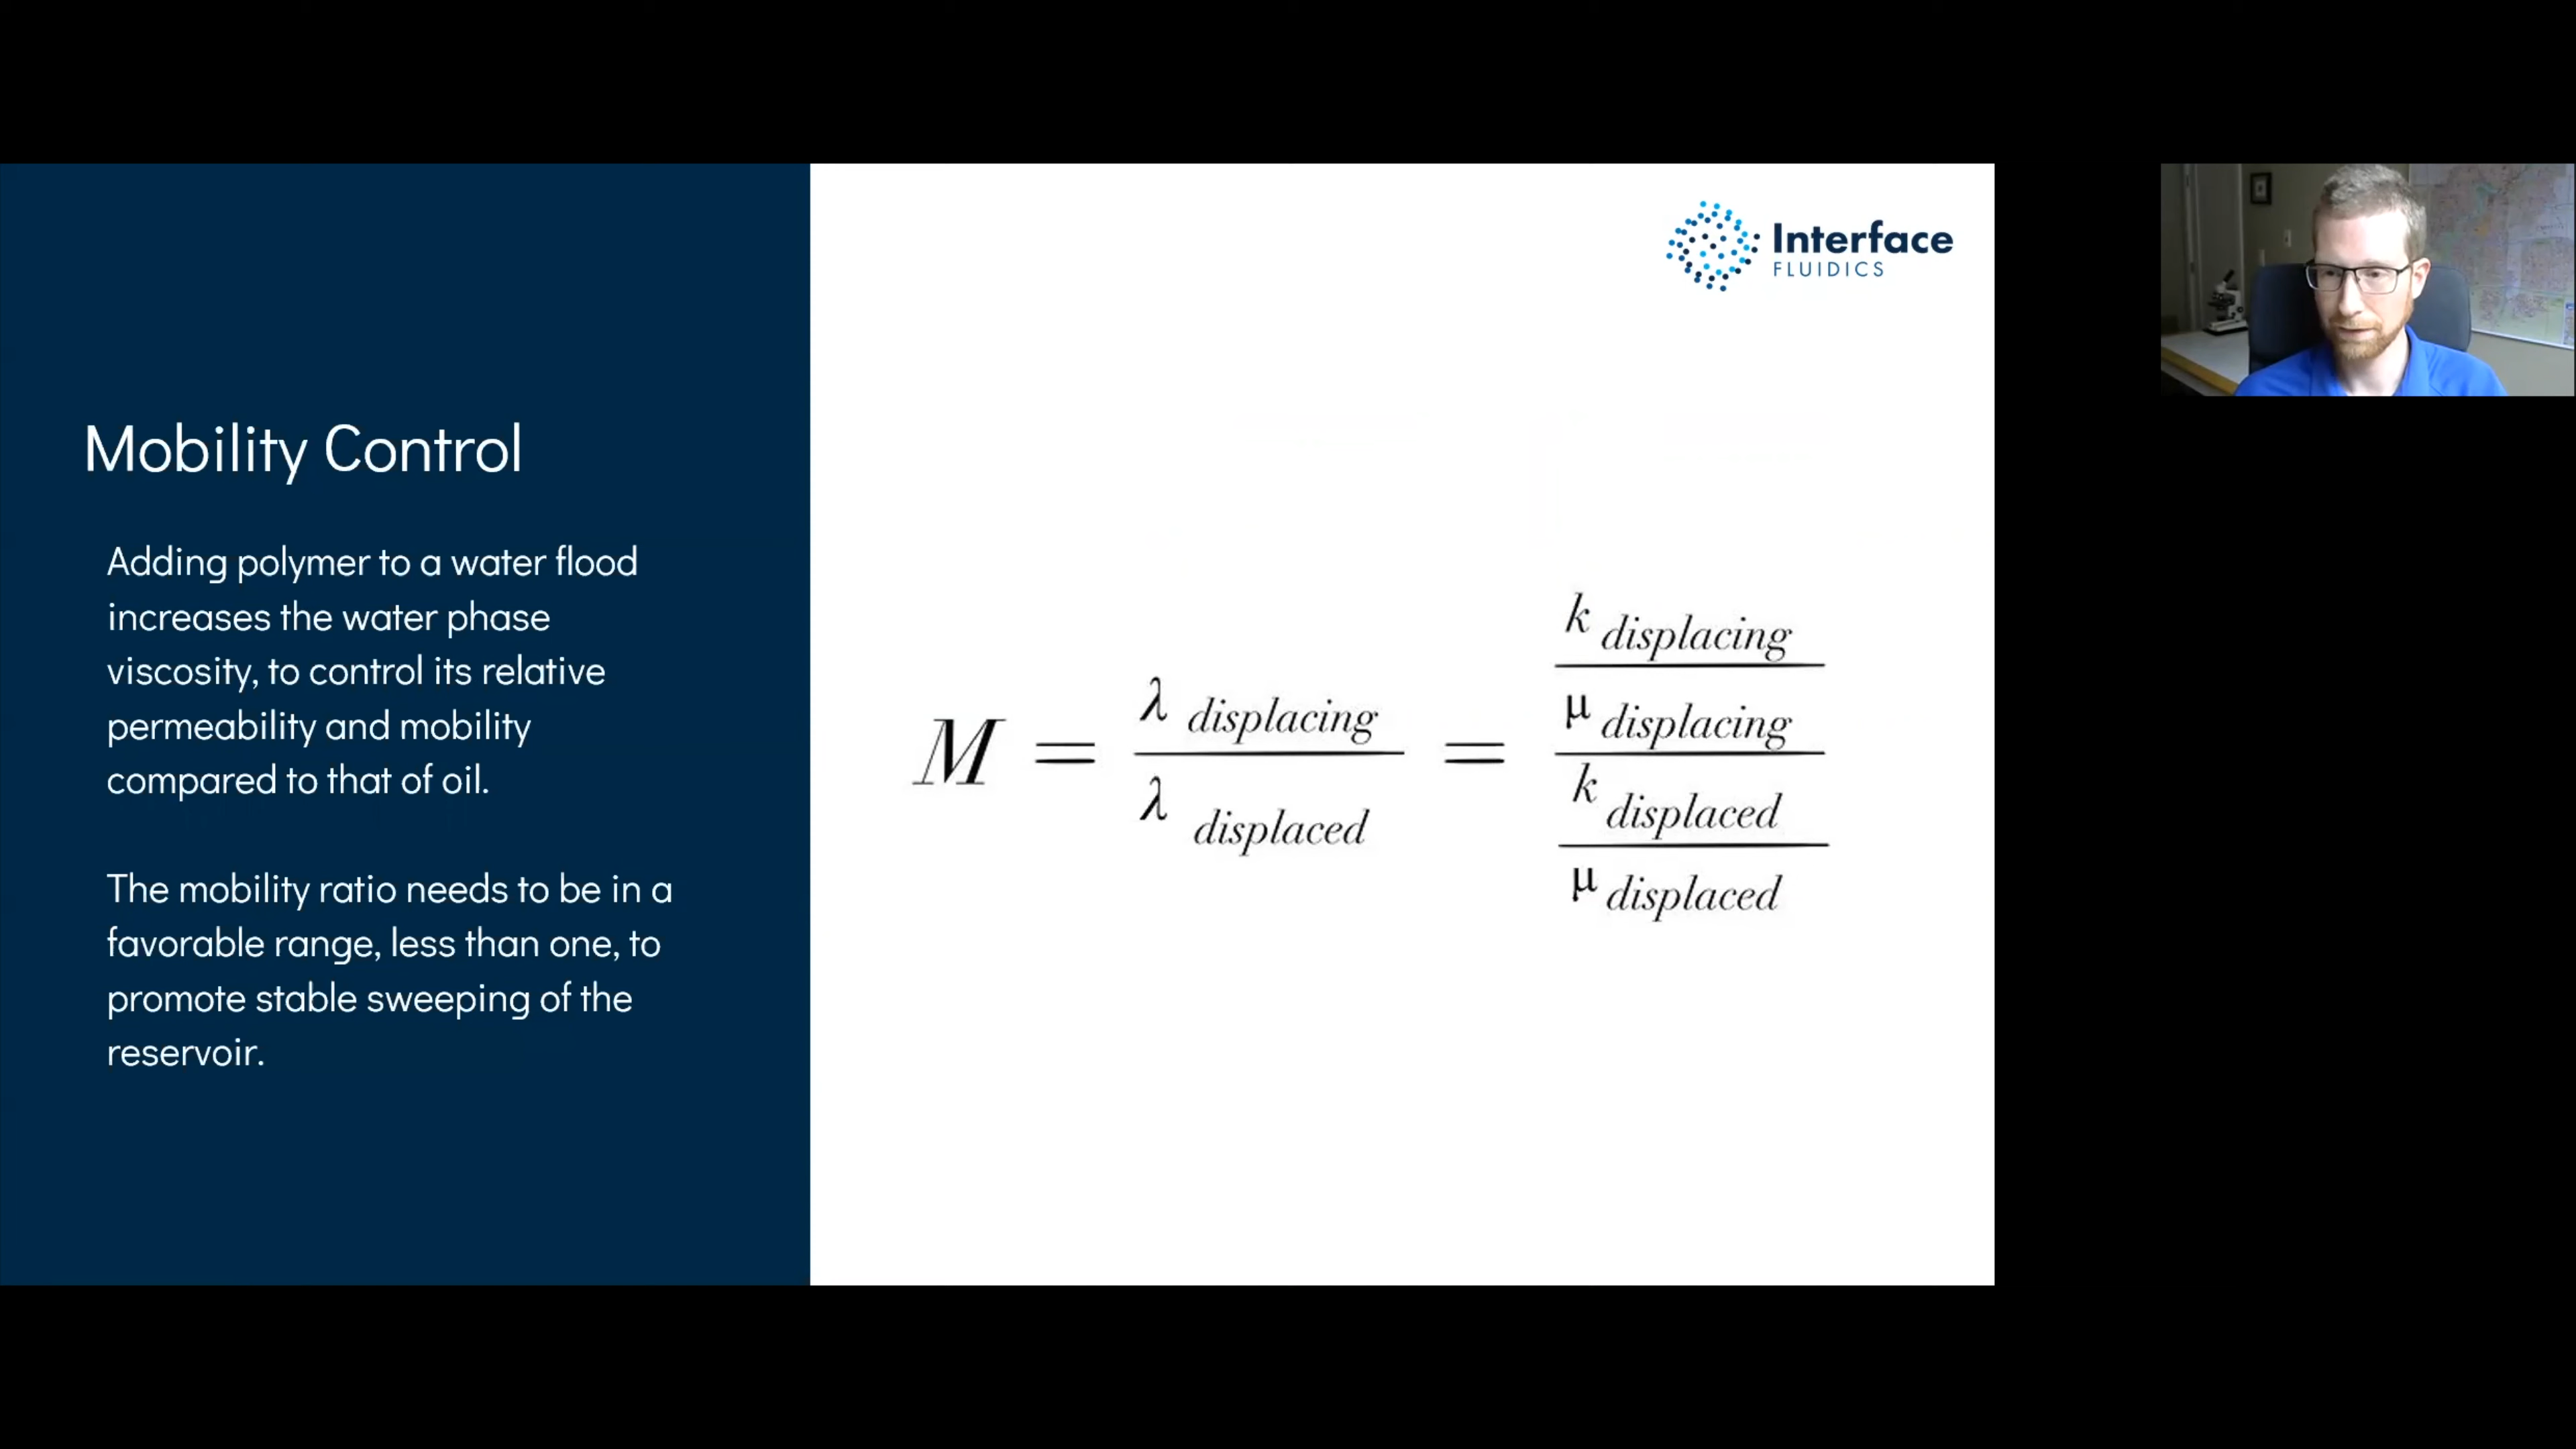 Interface
FLUIDICS
Mobility Control
Adding polymer to a water flood
increases the water phase
viscosity, to control its relative
permeability and mobility
compared to that of oil.
The mobility ratio needs to be in a
favorable range, less than one, to
promote stable sweeping of the
reservoir.
M = λ displacing / λ displaced = k displacing / μ displacing / k displaced / μ displaced